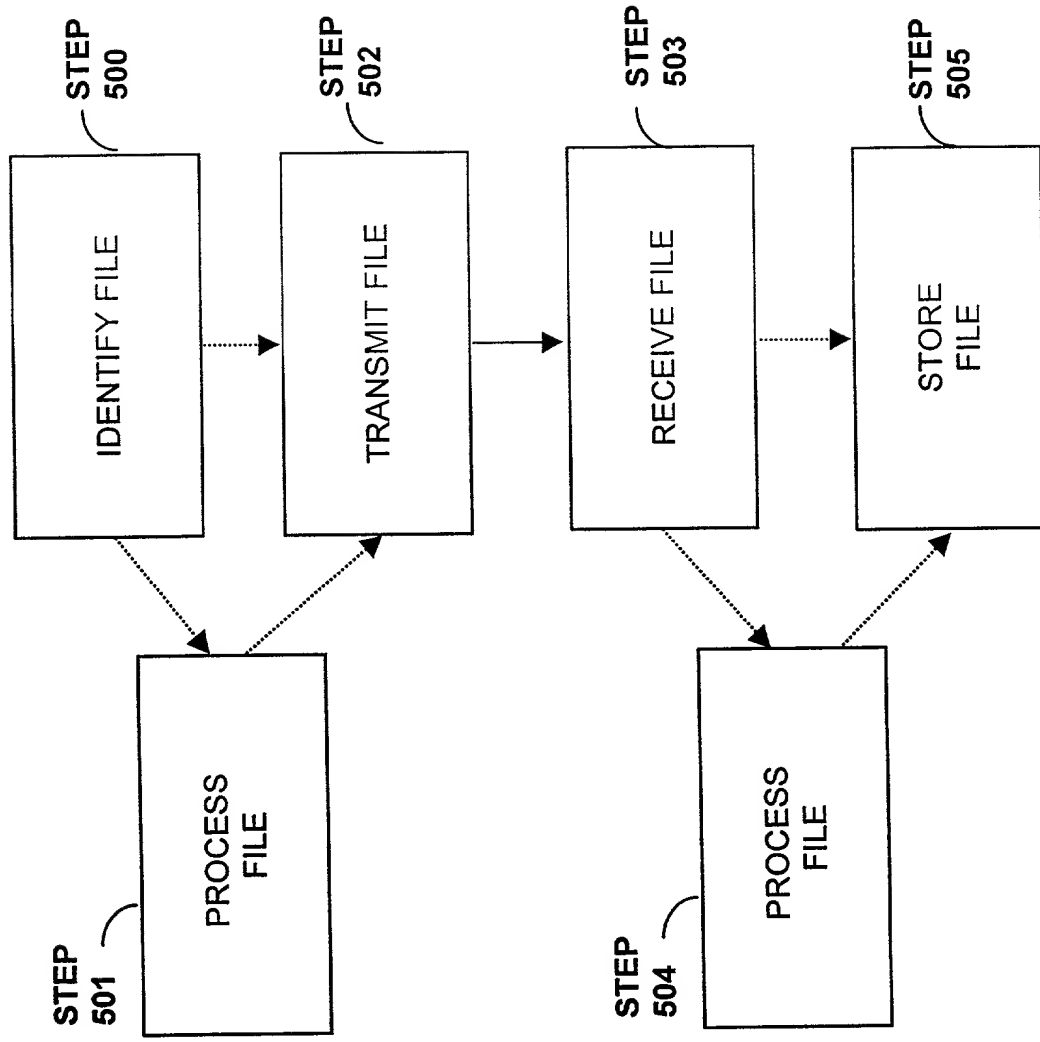 IDENTIFY FILE
STEP
500
PROCESS
FILE
STEP
501
TRANSMIT FILE
STEP
502
RECEIVE FILE
STEP
503
PROCESS
FILE
STEP
504
STORE
FILE
STEP
505